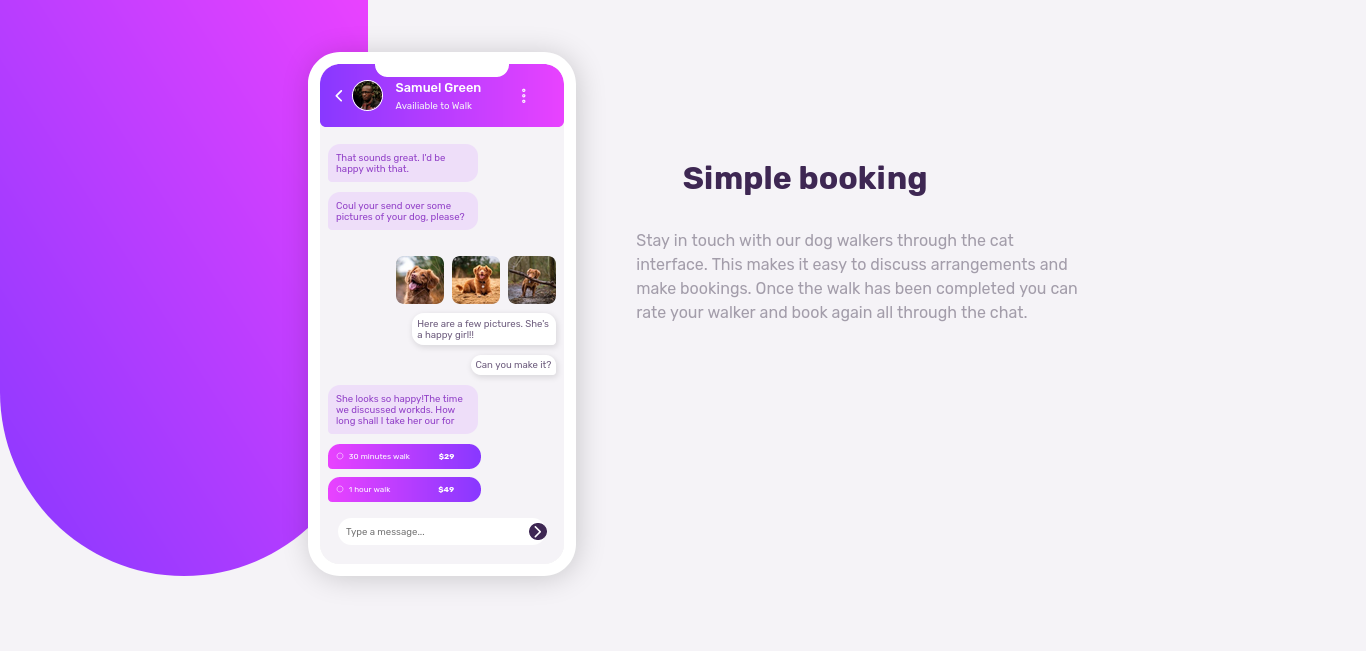 Samuel Green
Availiable to Walk
That sounds great. I'd be
happy with that.
Coul your send over some
pictures of your dog, please?
Here are a few pictures. She's
a happy girl!!
Can you make it?
She looks so happy!The time
we discussed workds. How
long shall I take her our for
30 minutes walk $29
1 hour walk $49
Type a message...
Simple booking
Stay in touch with our dog walkers through the cat
interface. This makes it easy to discuss arrangements and
make bookings. Once the walk has been completed you can
rate your walker and book again all through the chat.